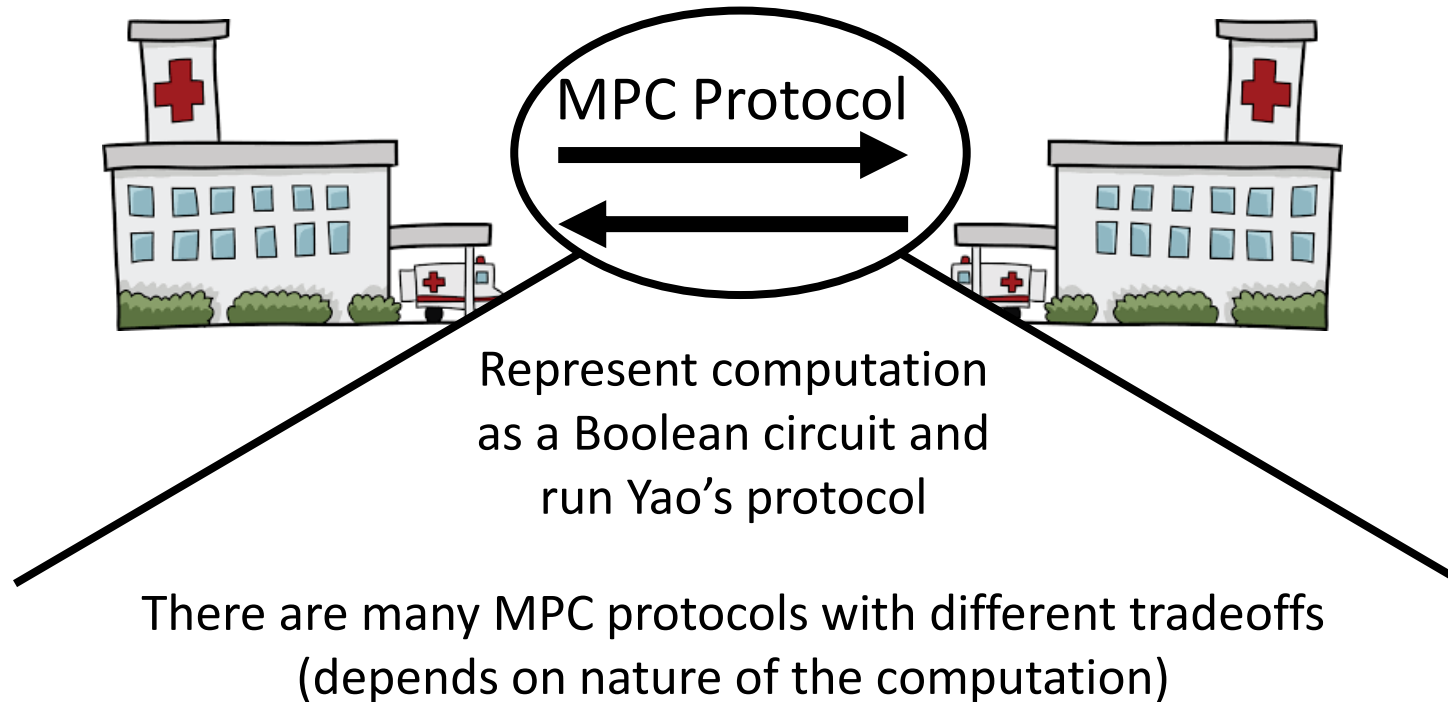 MPC Protocol
Represent computation
as a Boolean circuit and
run Yao’s protocol
There are many MPC protocols with different tradeoffs
(depends on nature of the computation)